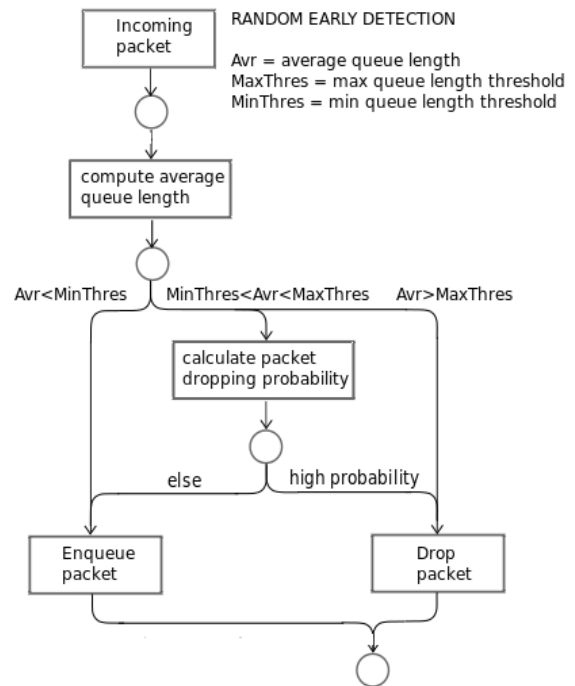 Incoming
packet
RANDOM EARLY DETECTION
Avr = average queue length
MaxThres = max queue length threshold
MinThres = min queue length threshold
compute average
queue length
Avr<MinThres
MinThres<Avr<MaxThres
Avr>MaxThres
calculate packet
dropping probability
else
high probability
Enqueue
packet
Drop
packet